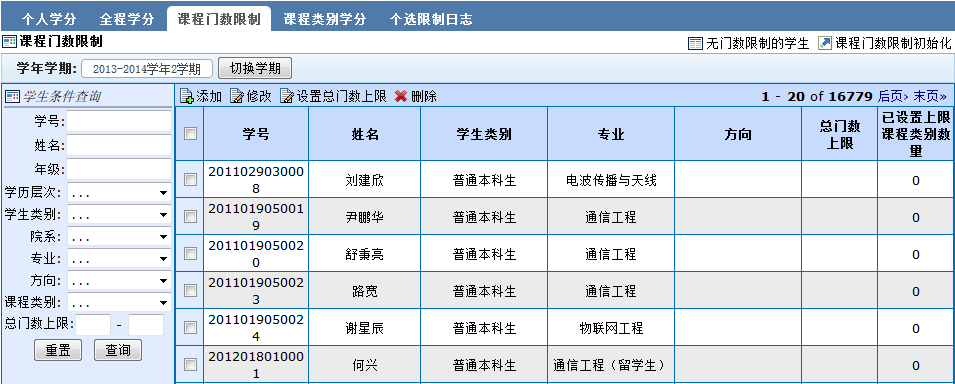 个人学分 全程学分 课程门数限制 课程类别学分 个选限制日志
课程门数限制 无门数限制的学生 课程门数限制初始化
学年学期: 2013-2014学年2学期 切换学期
学生条件查询
学号:
姓名:
年级:
学历层次: ...
学生类别: ...
院系: ...
专业: ...
方向: ...
课程类别: ...
总门数上限: -
重置 查询
添加 修改 设置总门数上限 删除 1 - 20 of 16779 后页› 末页»
学号 姓名 学生类别 专业 方向 总门数上限 已设置上限课程类别数量
2011029030008 刘建欣 普通本科生 电波传播与天线 0
2011019050019 尹鹏华 普通本科生 通信工程 0
2011019050020 舒秉亮 普通本科生 通信工程 0
2011019050023 路宽 普通本科生 通信工程 0
2011019050024 谢星辰 普通本科生 物联网工程 0
2012018010001 何兴 普通本科生 通信工程（留学生） 0